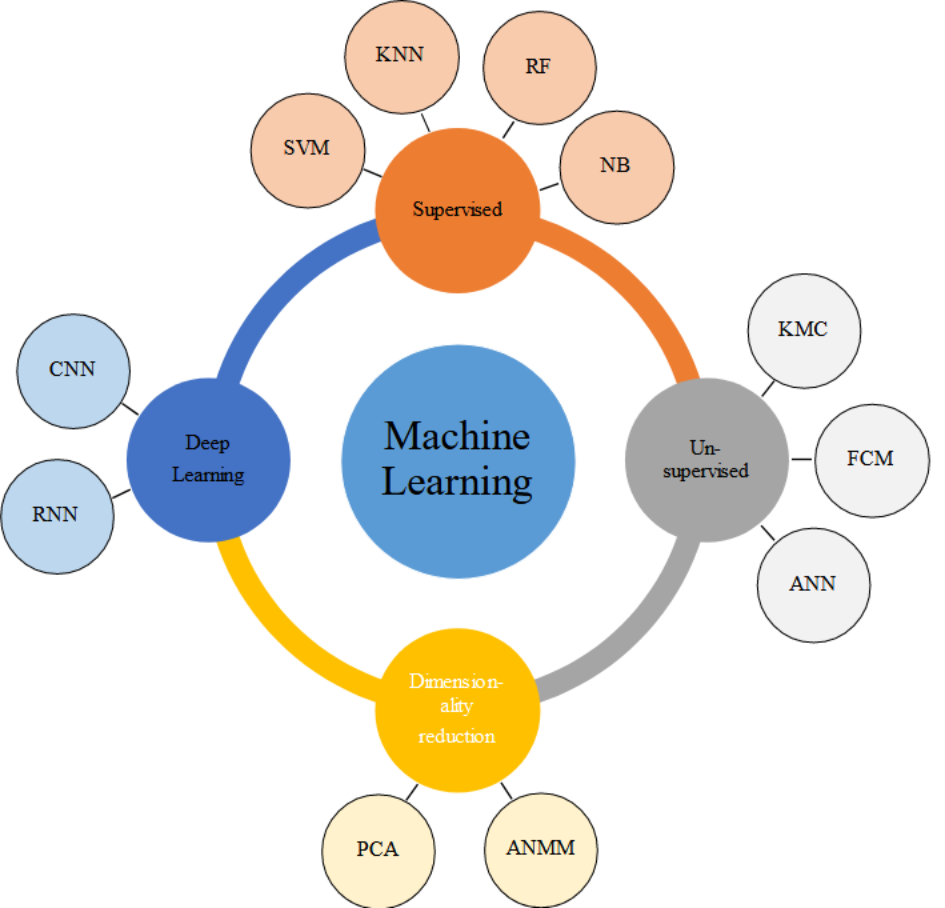 KNN
RF
SVM
NB
Supervised
KMC
CNN
Machine
Learning
Deep
Learning
Un-
supervised
FCM
RNN
ANN
Dimension-
ality
reduction
PCA
ANMM